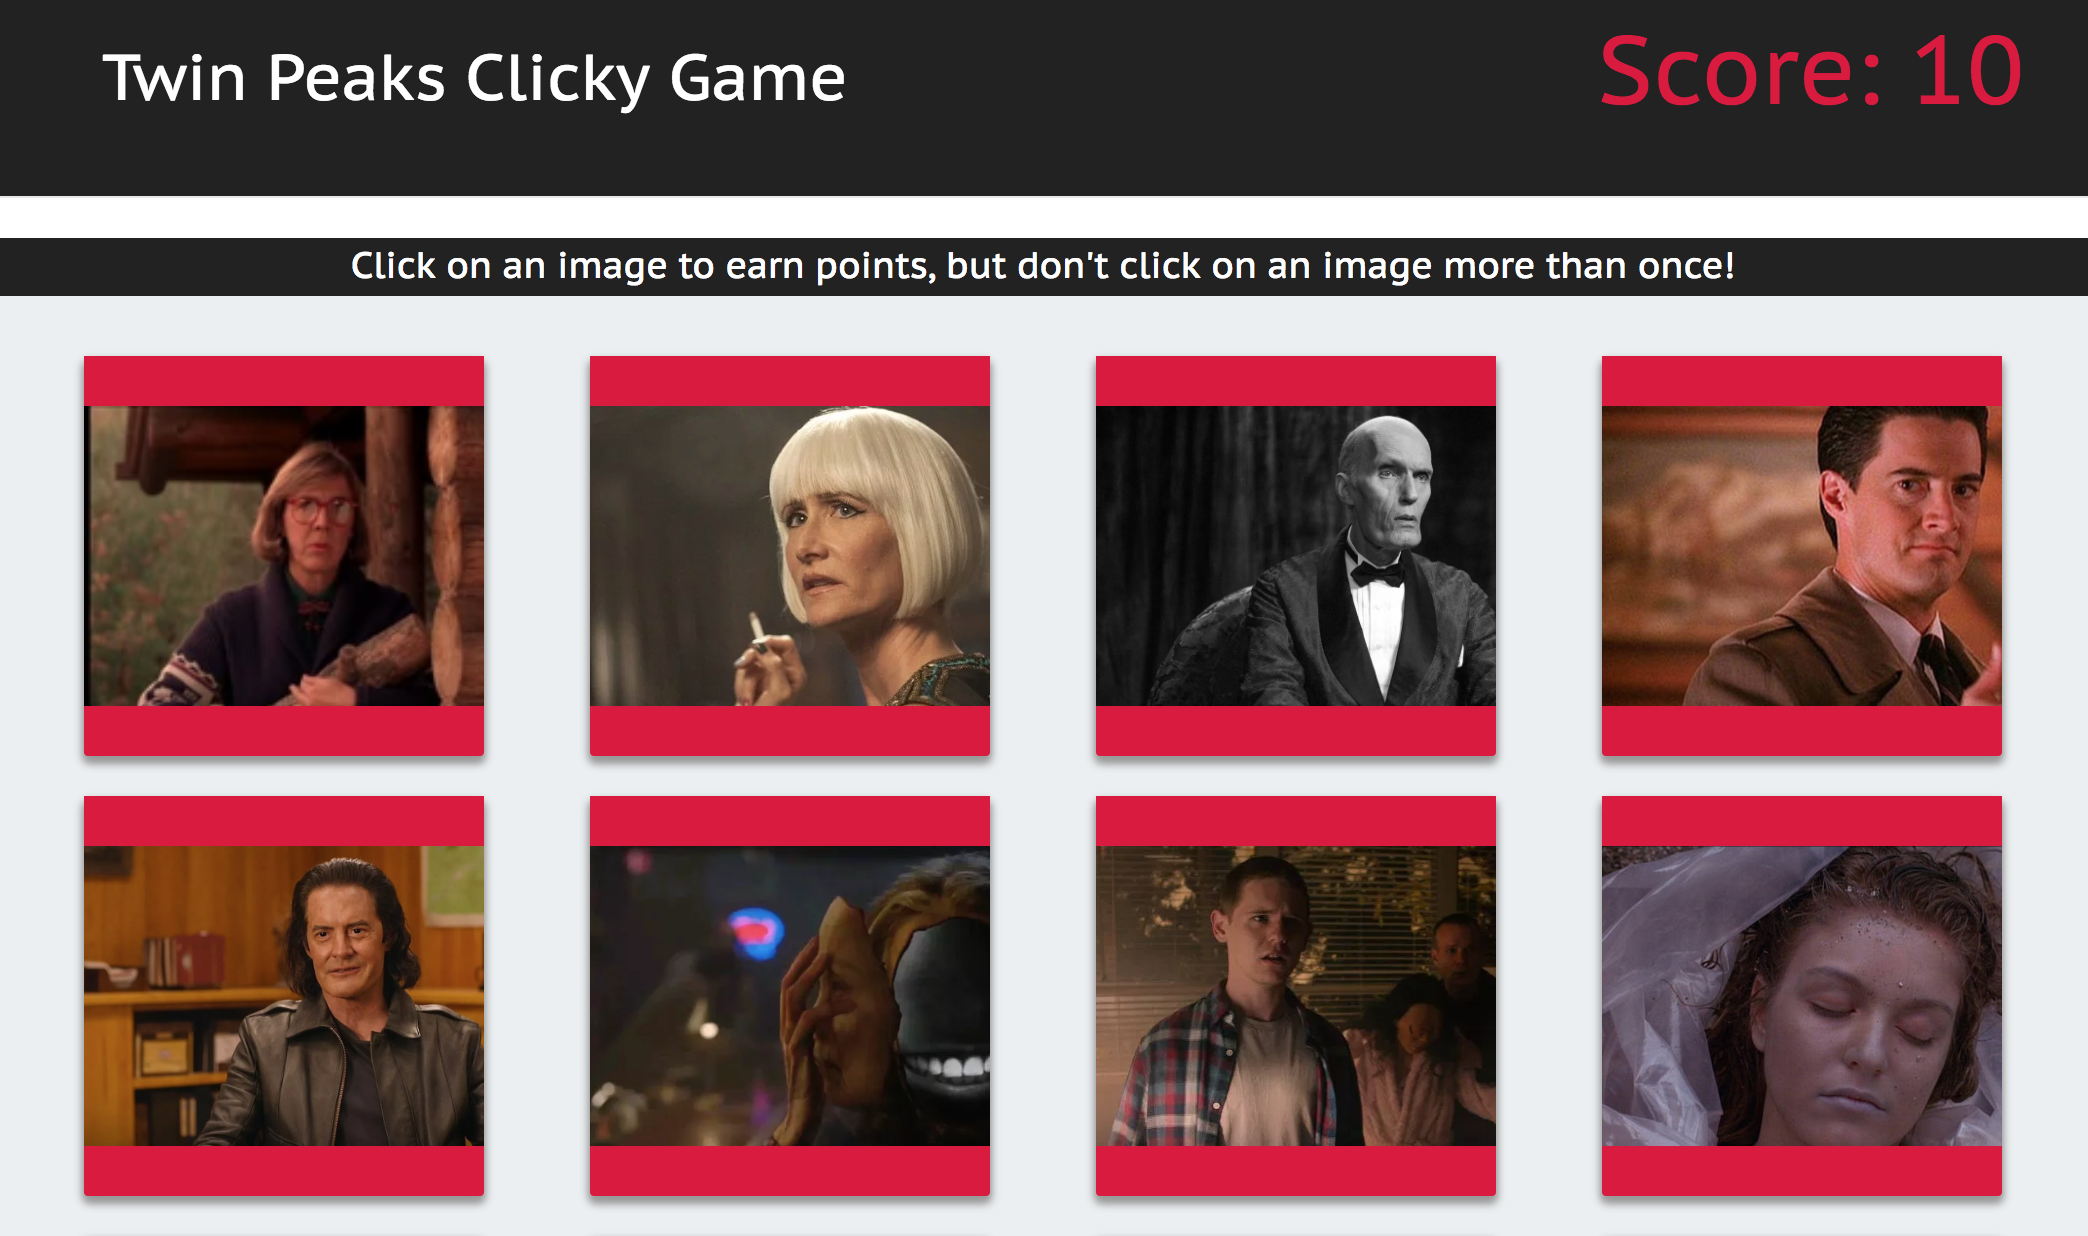 Twin Peaks Clicky Game
Score: 10
Click on an image to earn points, but don't click on an image more than once!